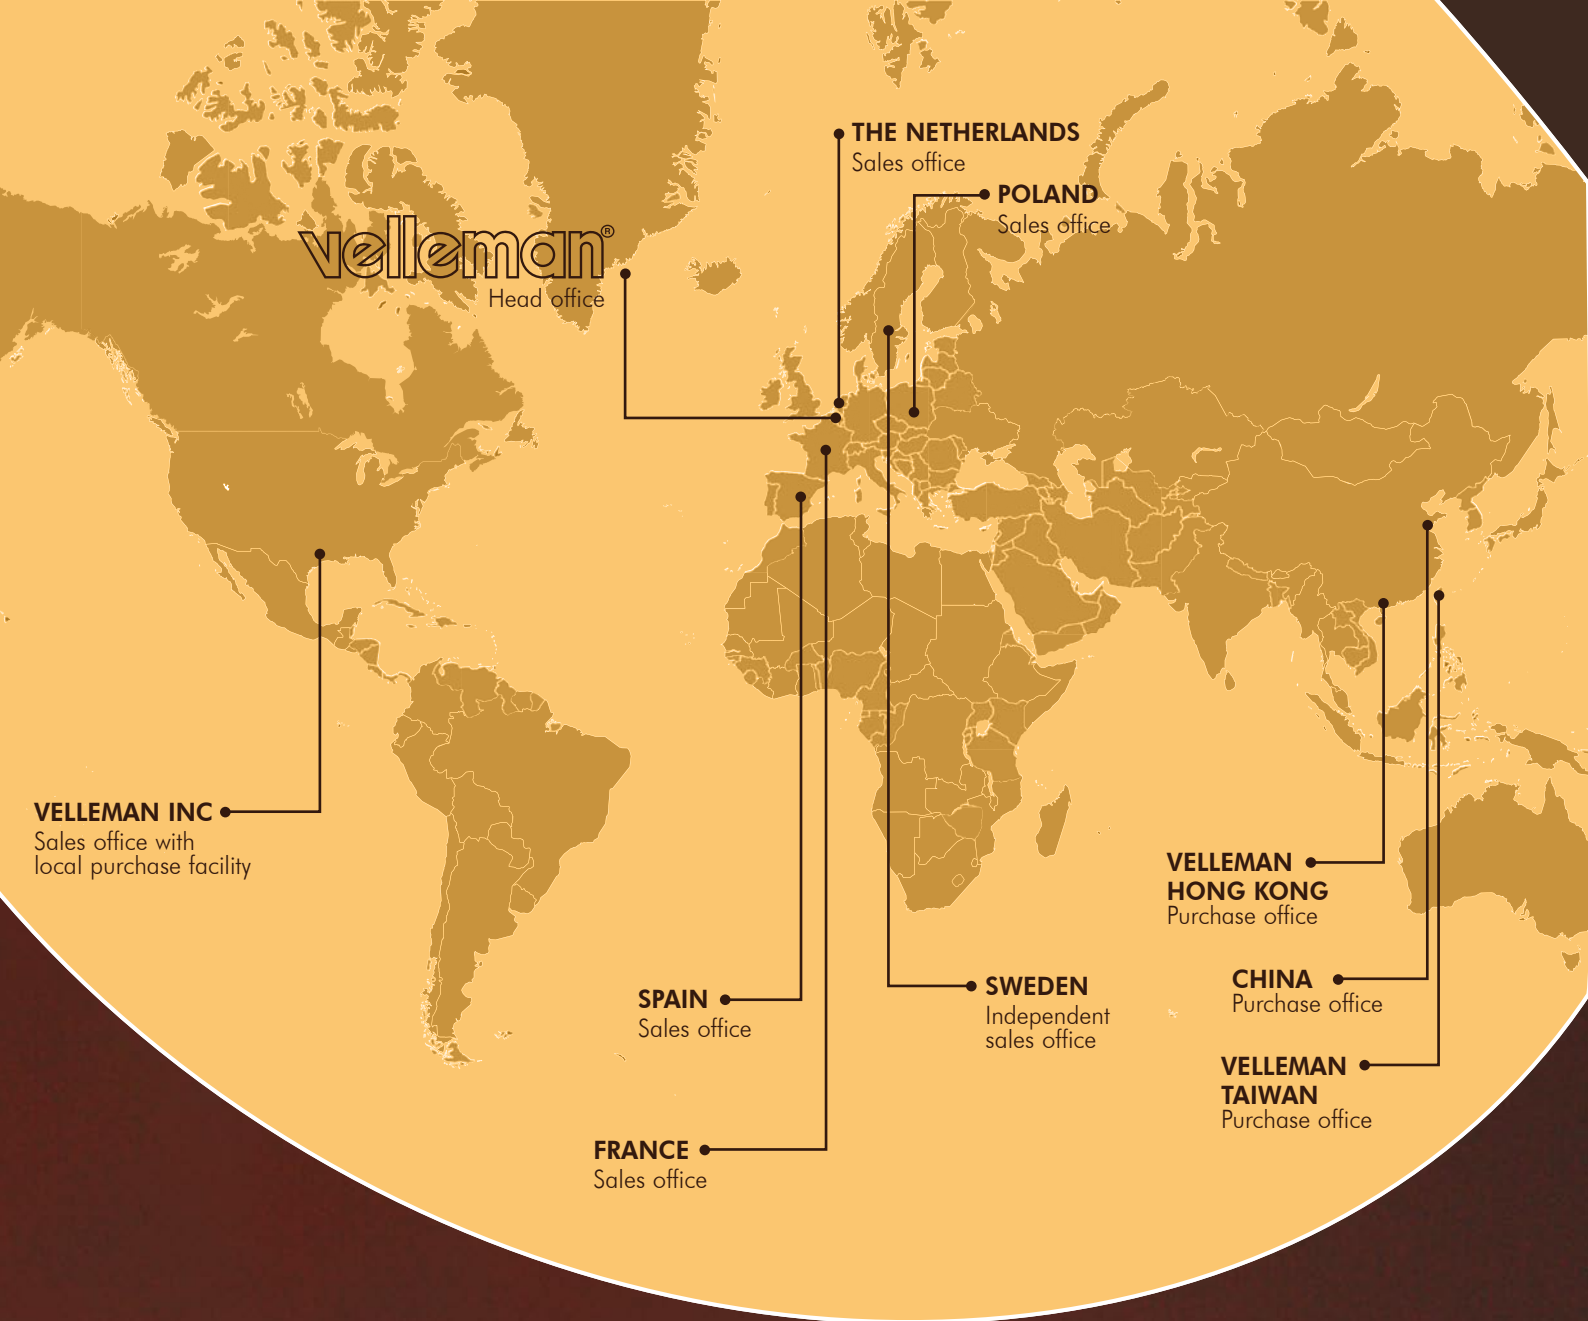 THE NETHERLANDS
Sales office
POLAND
Sales office
velleman®
Head office
VELLEMAN INC
Sales office with
local purchase facility
VELLEMAN
HONG KONG
Purchase office
CHINA
Purchase office
SPAIN
Sales office
SWEDEN
Independent
sales office
VELLEMAN
TAIWAN
Purchase office
FRANCE
Sales office